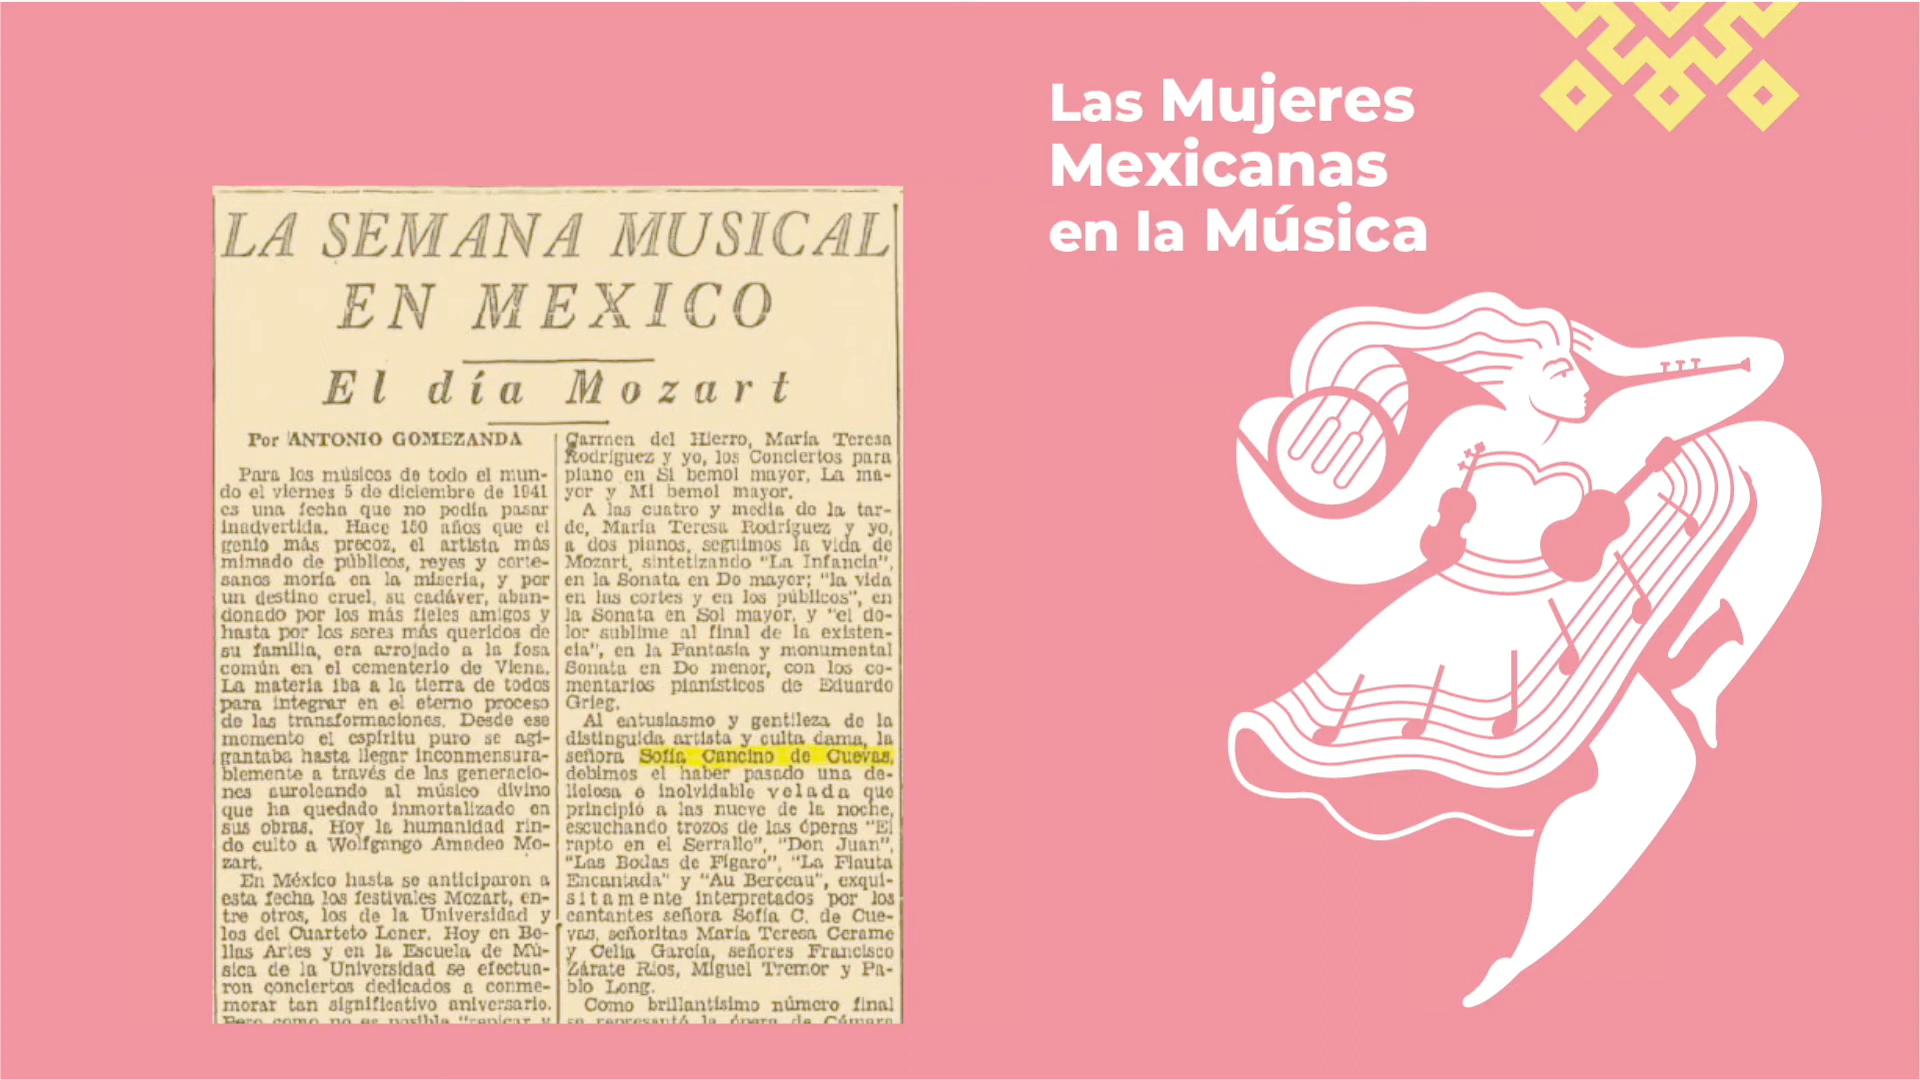 Las Mujeres
Mexicanas
en la Música
LA SEMANA MUSICAL
EN MEXICO
El día Mozart
Por ANTONIO GOMEZANDA
Para los músicos de todo el mun-
do el viernes 5 de diciembre de 1941
es una fecha que no podía pasar
inadvertida. Hace 150 años que el
genio más precoz, el artista más
mimado de públicos, reyes y corte-
sanos moría en la miseria, y por
un destino cruel, su cadáver, aban-
donado por los más fieles amigos y
hasta por los seres más queridos de
su familia, era arrojado a la fosa
común en el cementerio de Viena.
La materia iba a la tierra de todos
para integrar en el eterno proceso
de las transformaciones. Desde ese
momento el espíritu puro se agi-
gantaba hasta llegar inconmensura-
blemente a través de las generacio-
nes aureoleando al músico divino
que ha quedado inmortalizado en
sus obras. Hoy la humanidad rin-
de culto a Wolfgango Amadeo Mo-
zart.
En México hasta se anticiparon a
esta fecha los festivales Mozart, en-
tre otros, los de la Universidad y
los del Cuarteto Lener. Hoy en Be-
llas Artes y en la Escuela de Mú-
sica de la Universidad se efectua-
ron conciertos dedicados a conme-
morar tan significativo aniversario.
Pero como no es posible "repicar y
Carmen del Hierro, María Teresa
Rodríguez y yo, los Conciertos para
piano en Si bemol mayor, La ma-
yor y Mi bemol mayor.
A las cuatro y media de la tar-
de, María Teresa Rodríguez y yo,
a dos pianos, seguimos la vida de
Mozart, sintetizando "La Infancia",
en la Sonata en Do mayor; "la vida
en las cortes y en los públicos", en
la Sonata en Sol mayor, y "el do-
lor sublime al final de la existen-
cia", en la Fantasía y monumental
Sonata en Do menor, con los co-
mentarios pianísticos de Eduardo
Grieg.
Al entusiasmo y gentileza de la
distinguida artista y culta dama, la
señora Sofía Cancino de Cuevas,
debimos el haber pasado una de-
liciosa e inolvidable velada que
principió a las nueve de la noche,
escuchando trozos de las óperas "El
rapto en el Serrallo", "Don Juan",
"Las Bodas de Fígaro", "La Flauta
Encantada" y "Au Berceau", exqui-
sitamente interpretados por los
cantantes señora Sofía C. de Cue-
vas, señoritas María Teresa Cerame
y Celia García, señores Francisco
Zárate Ríos, Miguel Tremor y Pa-
blo Long.
Como brillantísimo número final
se representó la ópera de Cámara